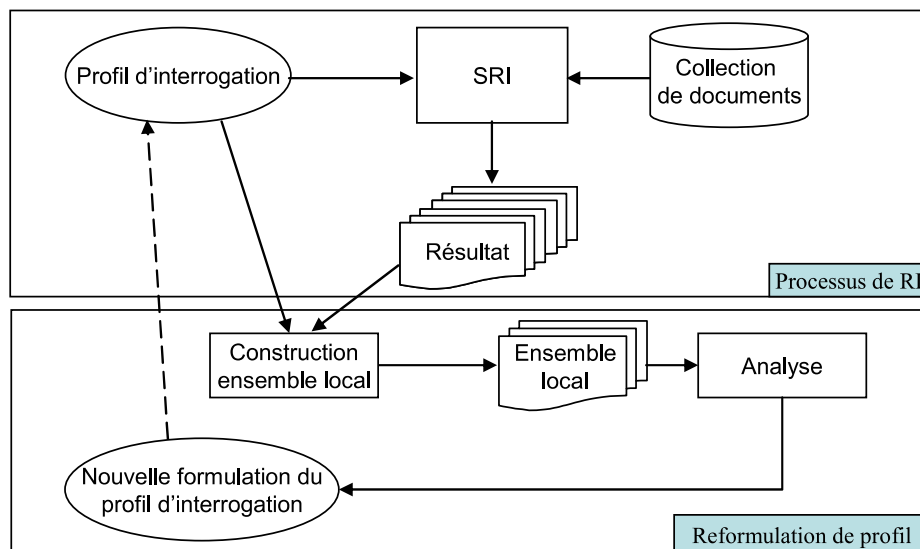 Profil d'interrogation
SRI
Collection
de documents
Résultat
Processus de RI
Construction
ensemble local
Ensemble
local
Analyse
Nouvelle formulation du
profil d'interrogation
Reformulation de profil